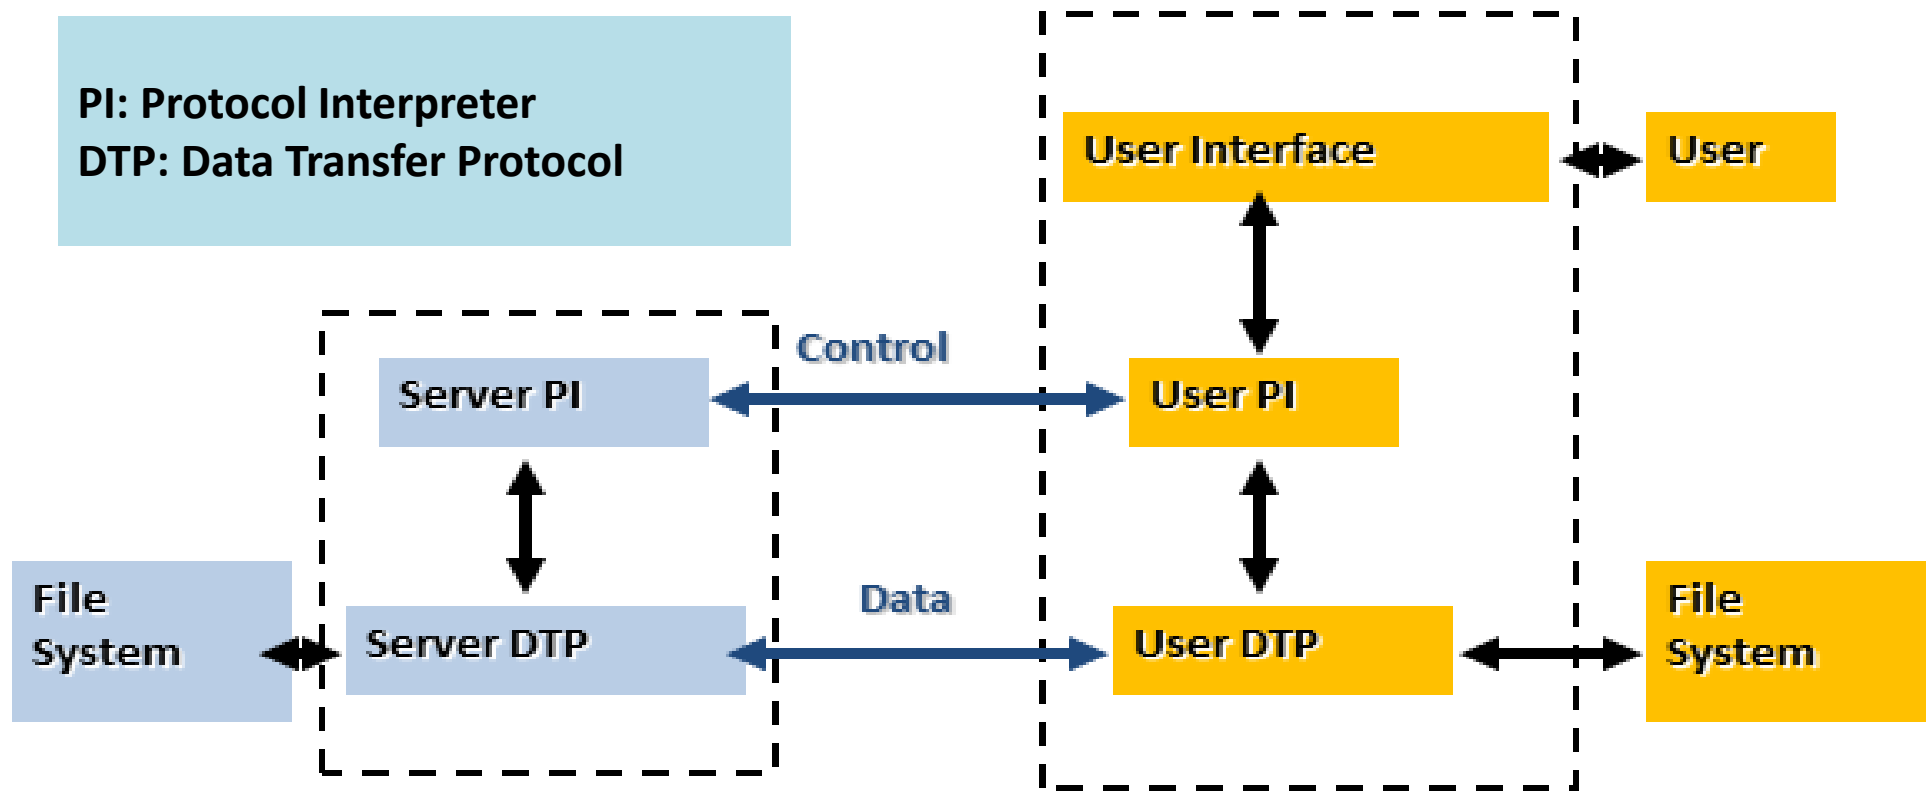 PI: Protocol Interpreter
DTP: Data Transfer Protocol
User Interface
User
Control
Server PI
User PI
File
System
Server DTP
Data
User DTP
File
System